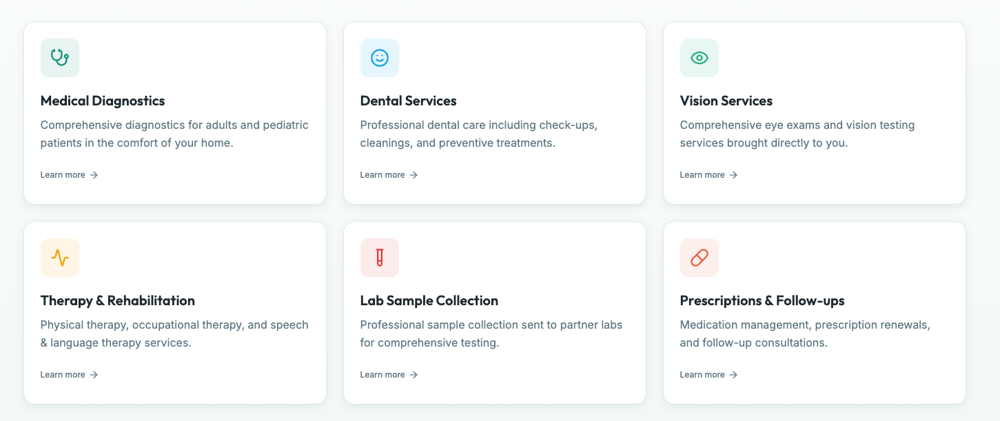 Medical Diagnostics
Comprehensive diagnostics for adults and pediatric
patients in the comfort of your home.
Learn more →
Dental Services
Professional dental care including check-ups,
cleanings, and preventive treatments.
Learn more →
Vision Services
Comprehensive eye exams and vision testing
services brought directly to you.
Learn more →
Therapy & Rehabilitation
Physical therapy, occupational therapy, and speech
& language therapy services.
Learn more →
Lab Sample Collection
Professional sample collection sent to partner labs
for comprehensive testing.
Learn more →
Prescriptions & Follow-ups
Medication management, prescription renewals,
and follow-up consultations.
Learn more →